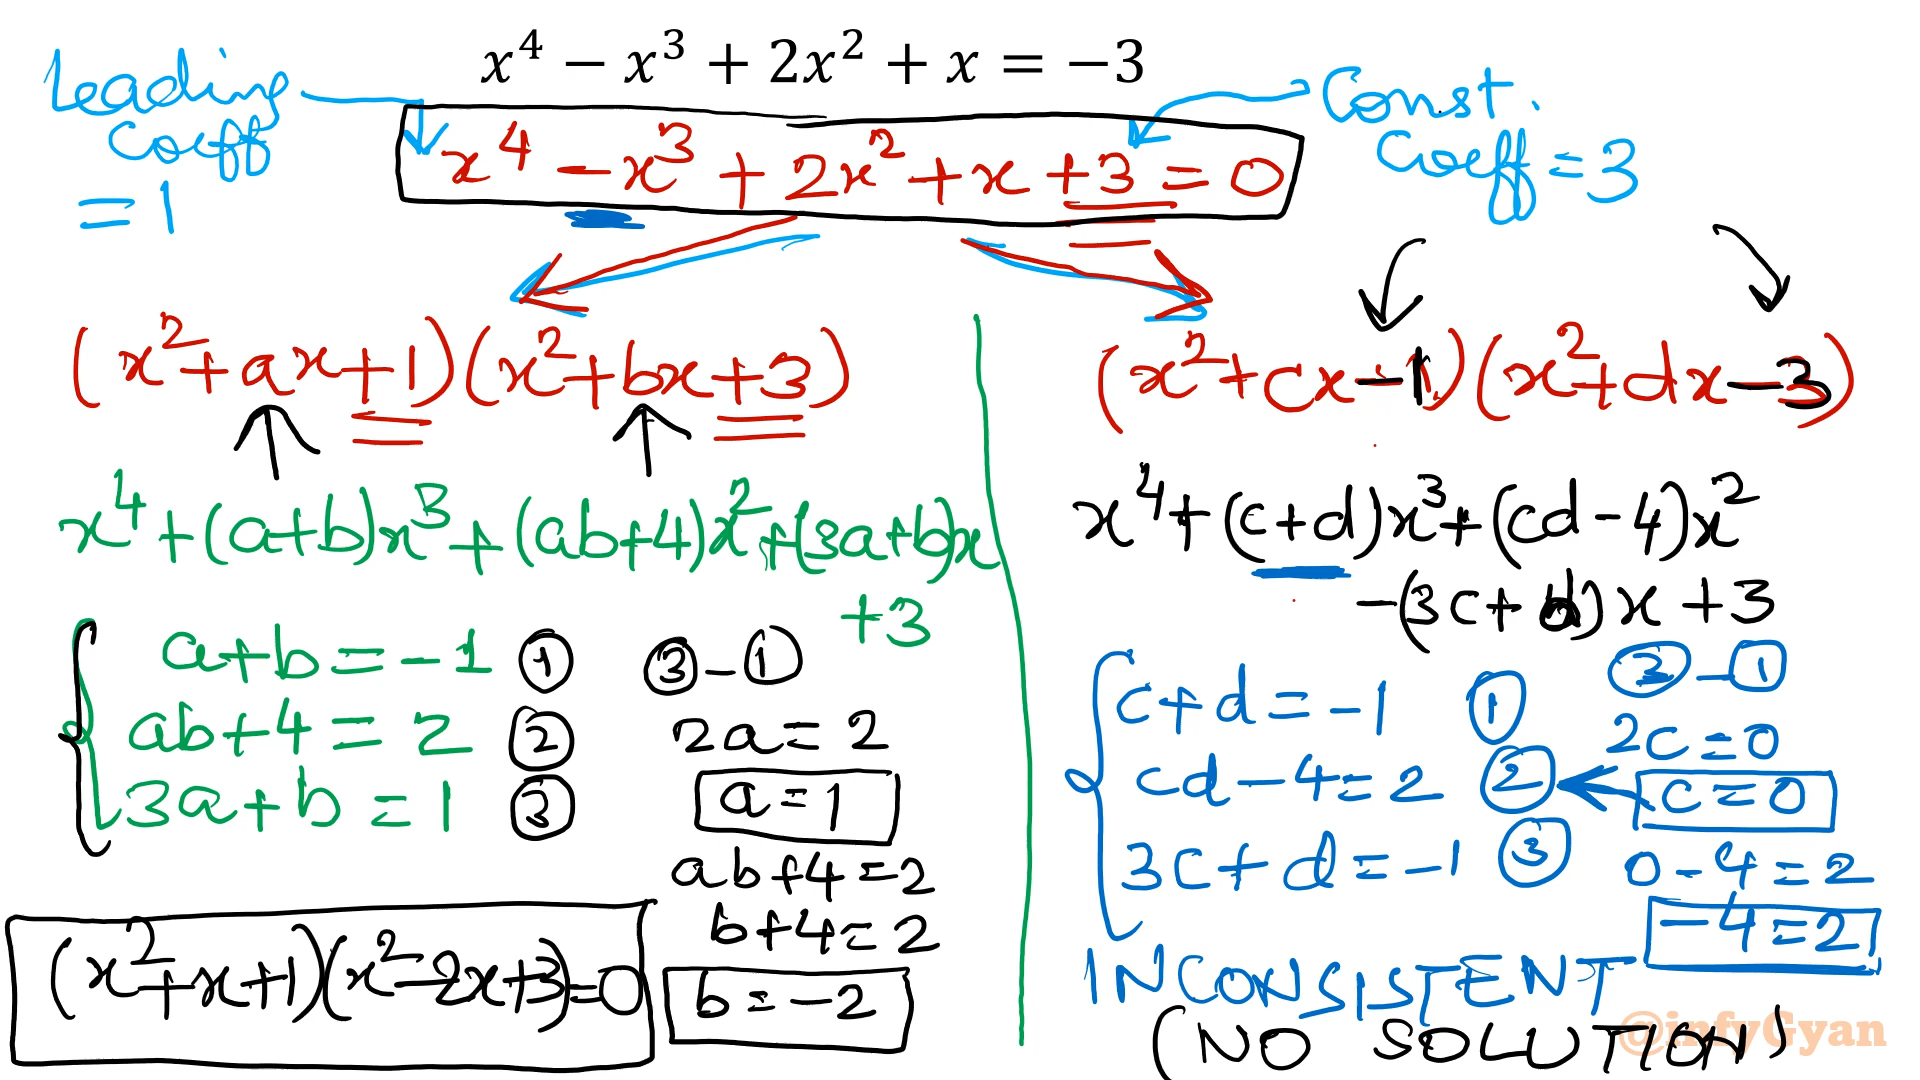 x⁴ − x³ + 2x² + x = −3
Leading
Coeff
= 1
x⁴ − x³ + 2x² + x + 3 = 0
Const.
Coeff = 3
(x² + ax + 1)(x² + bx + 3)
x⁴ + (a+b)x³ + (ab+4)x² + (3a+b)x
+3
a+b = −1 ①
ab+4 = 2 ②
3a+b = 1 ③
③ − ①
2a = 2
a = 1
ab+4 = 2
b+4 = 2
b = −2
(x²+x+1)(x²−2x+3) = 0
(x² + cx − 1)(x² + dx − 3)
x⁴ + (c+d)x³ + (cd−4)x²
−(3c+d)x + 3
c+d = −1 ①
cd−4 = 2 ②
3c+d = −1 ③
③ − ①
2c = 0
c = 0
0−4 = 2
−4 = 2
INCONSISTENT
(NO SOLUTION)
@infyGyan